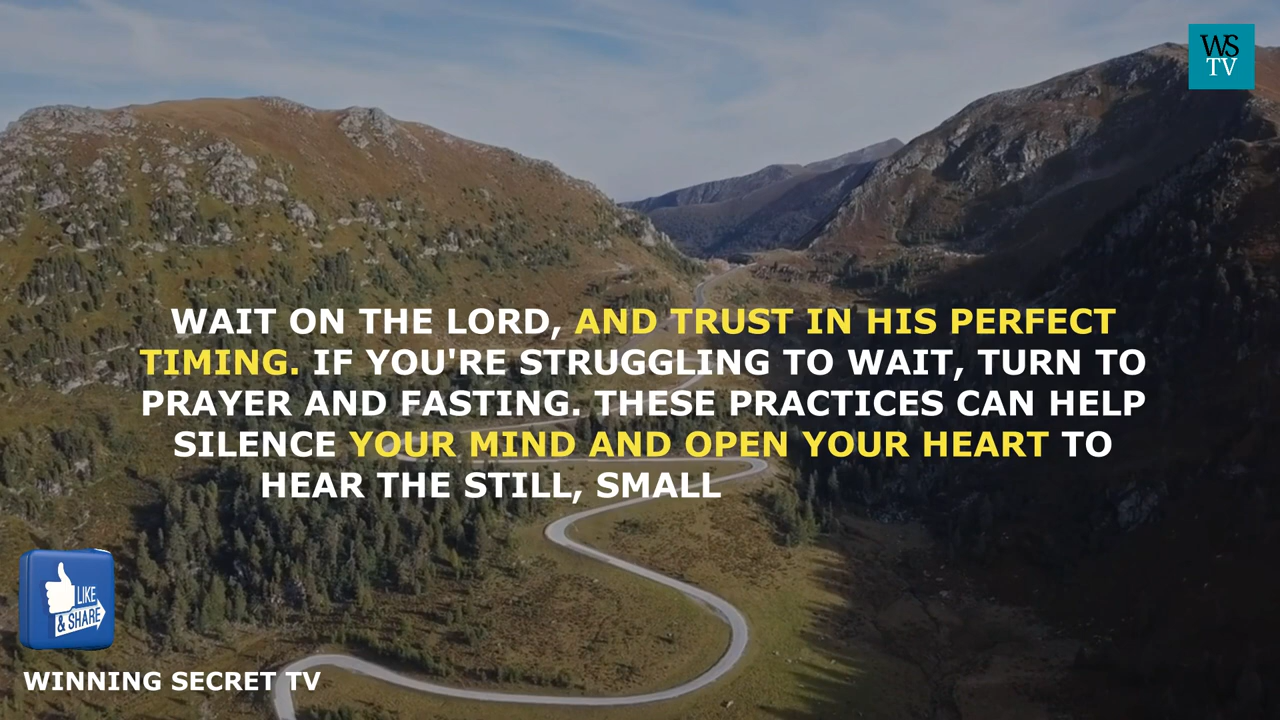 WS
TV
WAIT ON THE LORD, AND TRUST IN HIS PERFECT
TIMING. IF YOU'RE STRUGGLING TO WAIT, TURN TO
PRAYER AND FASTING. THESE PRACTICES CAN HELP
SILENCE YOUR MIND AND OPEN YOUR HEART TO
HEAR THE STILL, SMALL
LIKE
& SHARE
WINNING SECRET TV